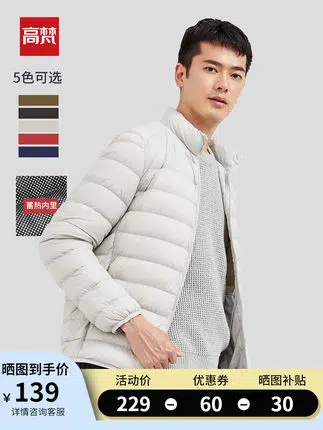 高梵
5色可选
蓄热内里
晒图到手价
¥139
详情咨询客服
活动价
优惠券
晒图补贴
229 - 60 - 30